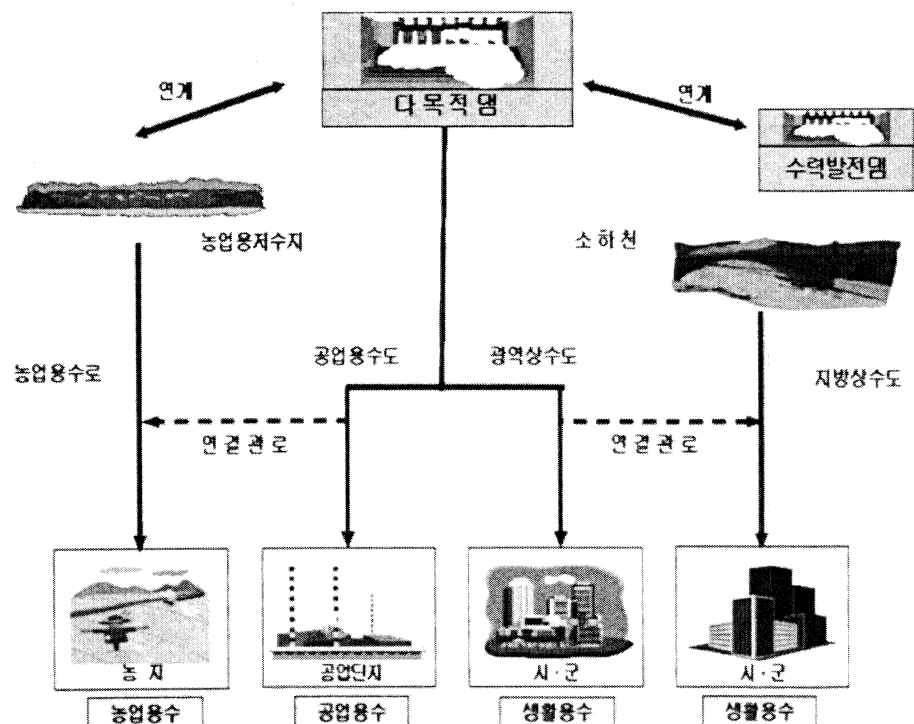 연계
다목적댐
연계
수력발전댐
농업용저수지
소하천
농업용수로
공업용수도
광역상수도
지방상수도
연결관로
연결관로
농지
공업단지
시·군
시·군
농업용수
공업용수
생활용수
생활용수